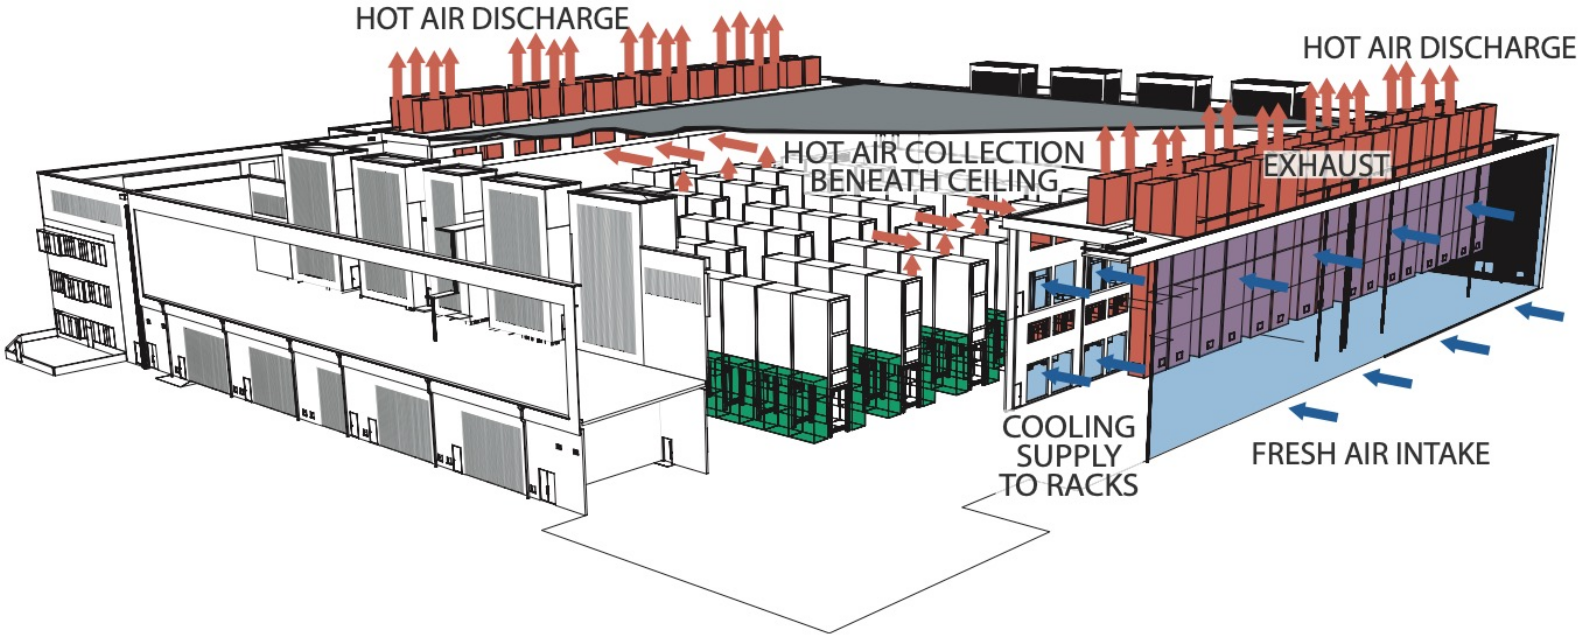 HOT AIR DISCHARGE
HOT AIR DISCHARGE
HOT AIR COLLECTION
BENEATH CEILING
EXHAUST
COOLING
SUPPLY
TO RACKS
FRESH AIR INTAKE